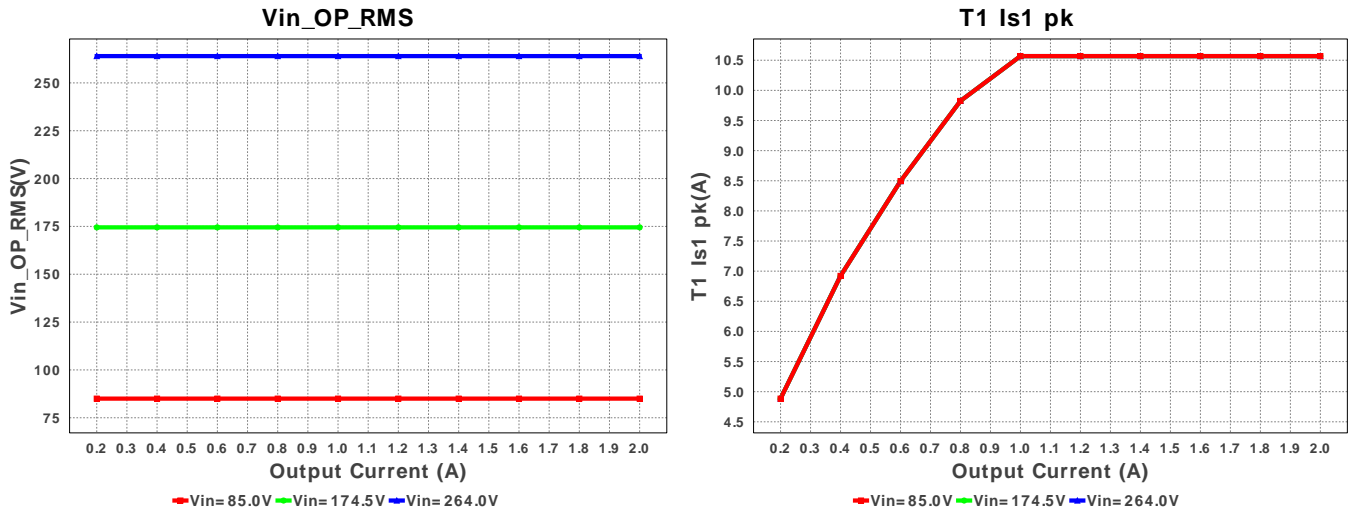 Vin_OP_RMS
Vin_OP_RMS(V)
250
225
200
175
150
125
100
75
0.2 0.3 0.4 0.5 0.6 0.7 0.8 0.9 1.0 1.1 1.2 1.3 1.4 1.5 1.6 1.7 1.8 1.9 2.0
Output Current (A)
Vin=85.0V Vin=174.5V Vin=264.0V
T1 Is1 pk
T1 Is1 pk(A)
10.5
10.0
9.5
9.0
8.5
8.0
7.5
7.0
6.5
6.0
5.5
5.0
4.5
0.2 0.3 0.4 0.5 0.6 0.7 0.8 0.9 1.0 1.1 1.2 1.3 1.4 1.5 1.6 1.7 1.8 1.9 2.0
Output Current (A)
Vin=85.0V Vin=174.5V Vin=264.0V